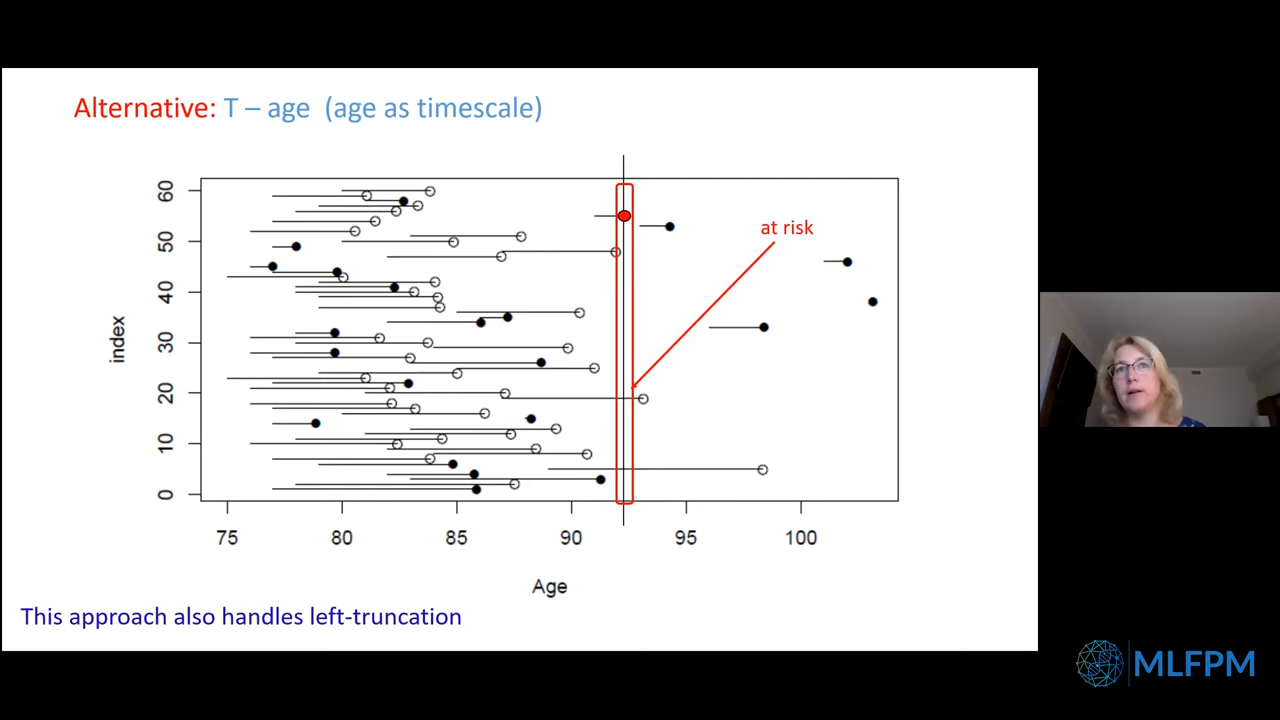 Alternative: T – age (age as timescale)
60
50
40
30
20
10
0
index
at risk
75 80 85 90 95 100
Age
This approach also handles left-truncation
MLFPM